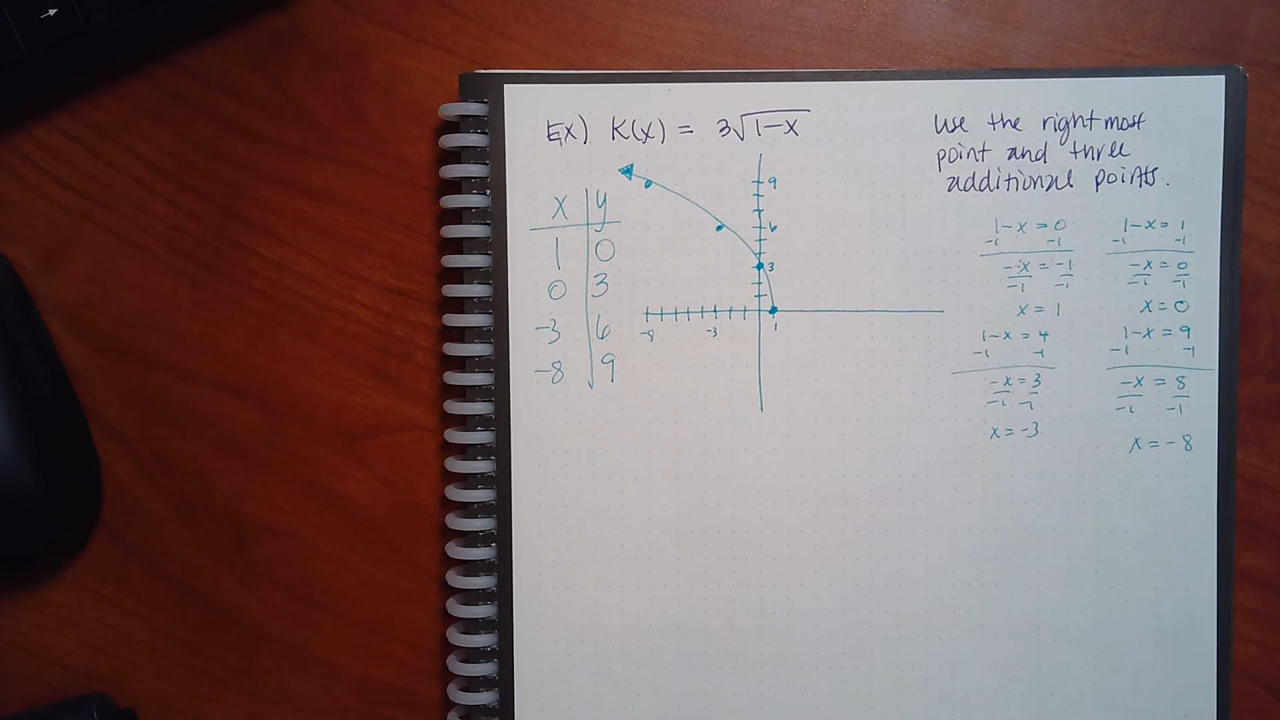 Ex) K(x) = 3√1-x
Use the rightmost
point and three
additional points.
x | y
1 | 0
0 | 3
-3 | 6
-8 | 9
9
6
3
-8 -3 1
1-x = 0
-1 -1
-x = -1
-1 -1
x = 1
1-x = 1
-1 -1
-x = 0
-1 -1
x = 0
1-x = 4
-1 -1
-x = 3
-1 -1
x = -3
1-x = 9
-1 -1
-x = 8
-1 -1
x = -8